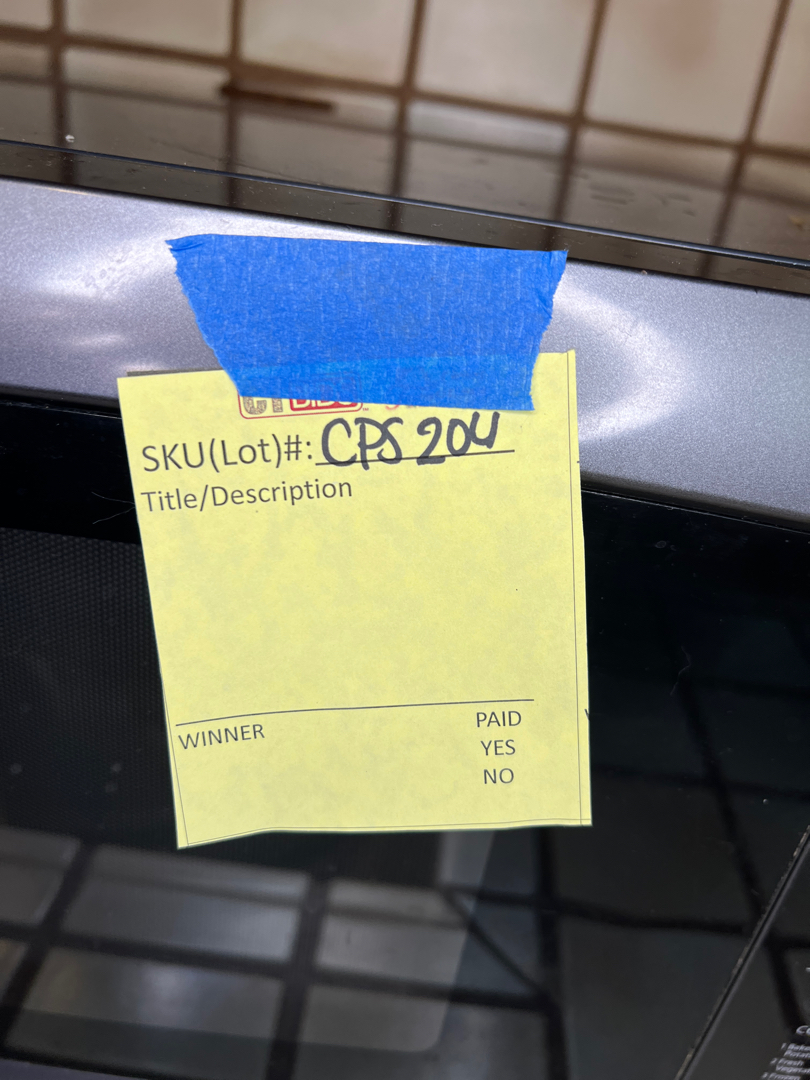 SKU(Lot)#: CPS 204
Title/Description
WINNER
PAID
YES
NO